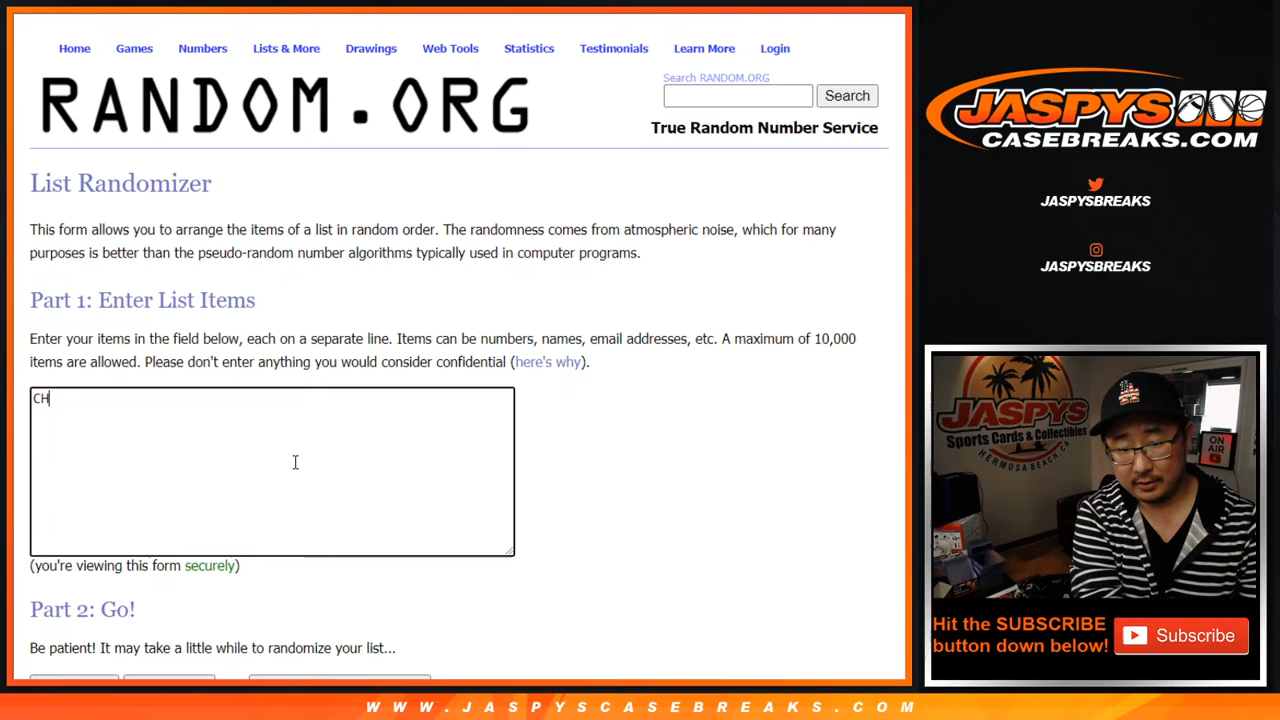 Home Games Numbers Lists & More Drawings Web Tools Statistics Testimonials Learn More Login
RANDOM.ORG
Search RANDOM.ORG
Search
True Random Number Service
List Randomizer
This form allows you to arrange the items of a list in random order. The randomness comes from atmospheric noise, which for many
purposes is better than the pseudo-random number algorithms typically used in computer programs.
Part 1: Enter List Items
Enter your items in the field below, each on a separate line. Items can be numbers, names, email addresses, etc. A maximum of 10,000
items are allowed. Please don't enter anything you would consider confidential (here's why).
CH
(you're viewing this form securely)
Part 2: Go!
Be patient! It may take a little while to randomize your list...
JASPYS
CASEBREAKS.COM
JASPYSBREAKS
JASPYSBREAKS
JASPYS
Sports Cards & Collectibles
HERMOSA BEACH, CA
LA
ON
AIR
Hit the SUBSCRIBE
button down below!
Subscribe
WWW.JASPYSCASEBREAKS.COM